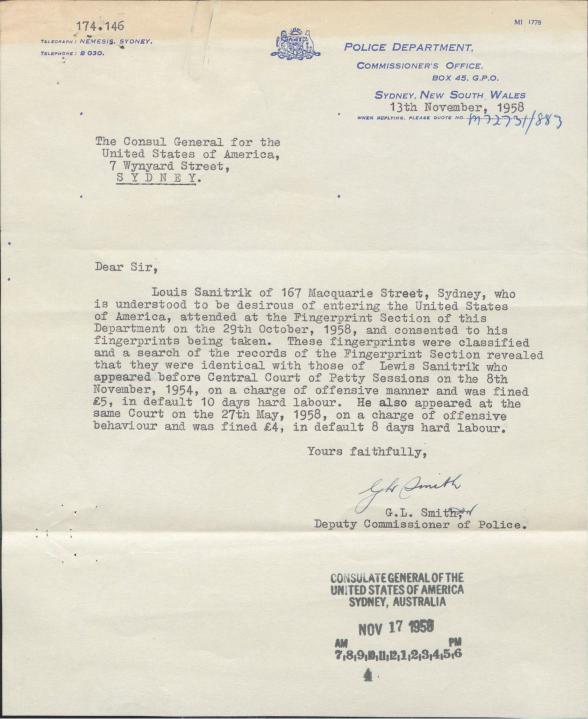 174.146
MI 1779
TELEGRAPH: NEMESIS, SYDNEY.
TELEPHONE: B 030.
POLICE DEPARTMENT,
COMMISSIONER'S OFFICE.
BOX 45, G.P.O.
SYDNEY, NEW SOUTH WALES
13th November, 1958
WHEN REPLYING, PLEASE QUOTE NO. M72731/883
The Consul General for the
United States of America,
7 Wynyard Street,
SYDNEY.
Dear Sir,
Louis Sanitrik of 167 Macquarie Street, Sydney, who
is understood to be desirous of entering the United States
of America, attended at the Fingerprint Section of this
Department on the 29th October, 1958, and consented to his
fingerprints being taken. These fingerprints were classified
and a search of the records of the Fingerprint Section revealed
that they were identical with those of Lewis Sanitrik who
appeared before Central Court of Petty Sessions on the 8th
November, 1954, on a charge of offensive manner and was fined
£5, in default 10 days hard labour. He also appeared at the
same Court on the 27th May, 1958, on a charge of offensive
behaviour and was fined £4, in default 8 days hard labour.
Yours faithfully,
G.L. Smith
G.L. Smith,
Deputy Commissioner of Police.
CONSULATE GENERAL OF THE
UNITED STATES OF AMERICA
SYDNEY, AUSTRALIA
NOV 17 1958
AM PM
7,8,9,10,11,12,1,2,3,4,5,6